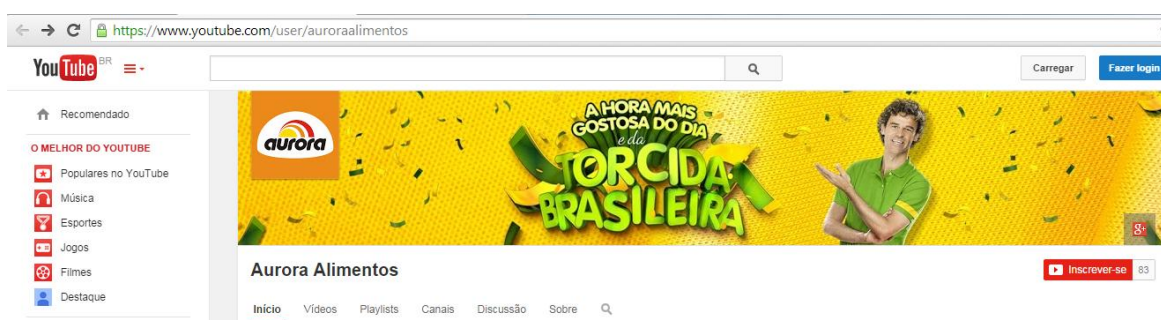 https://www.youtube.com/user/auroraalimentos
YouTube BR
Carregar
Fazer login
Recomendado
O MELHOR DO YOUTUBE
Populares no YouTube
Música
Esportes
Jogos
Filmes
Destaque
aurora
A HORA MAIS
GOSTOSA DO DIA
e da
TORCIDA
BRASILEIRA
g+
Aurora Alimentos
Inscrever-se 83
Início Vídeos Playlists Canais Discussão Sobre